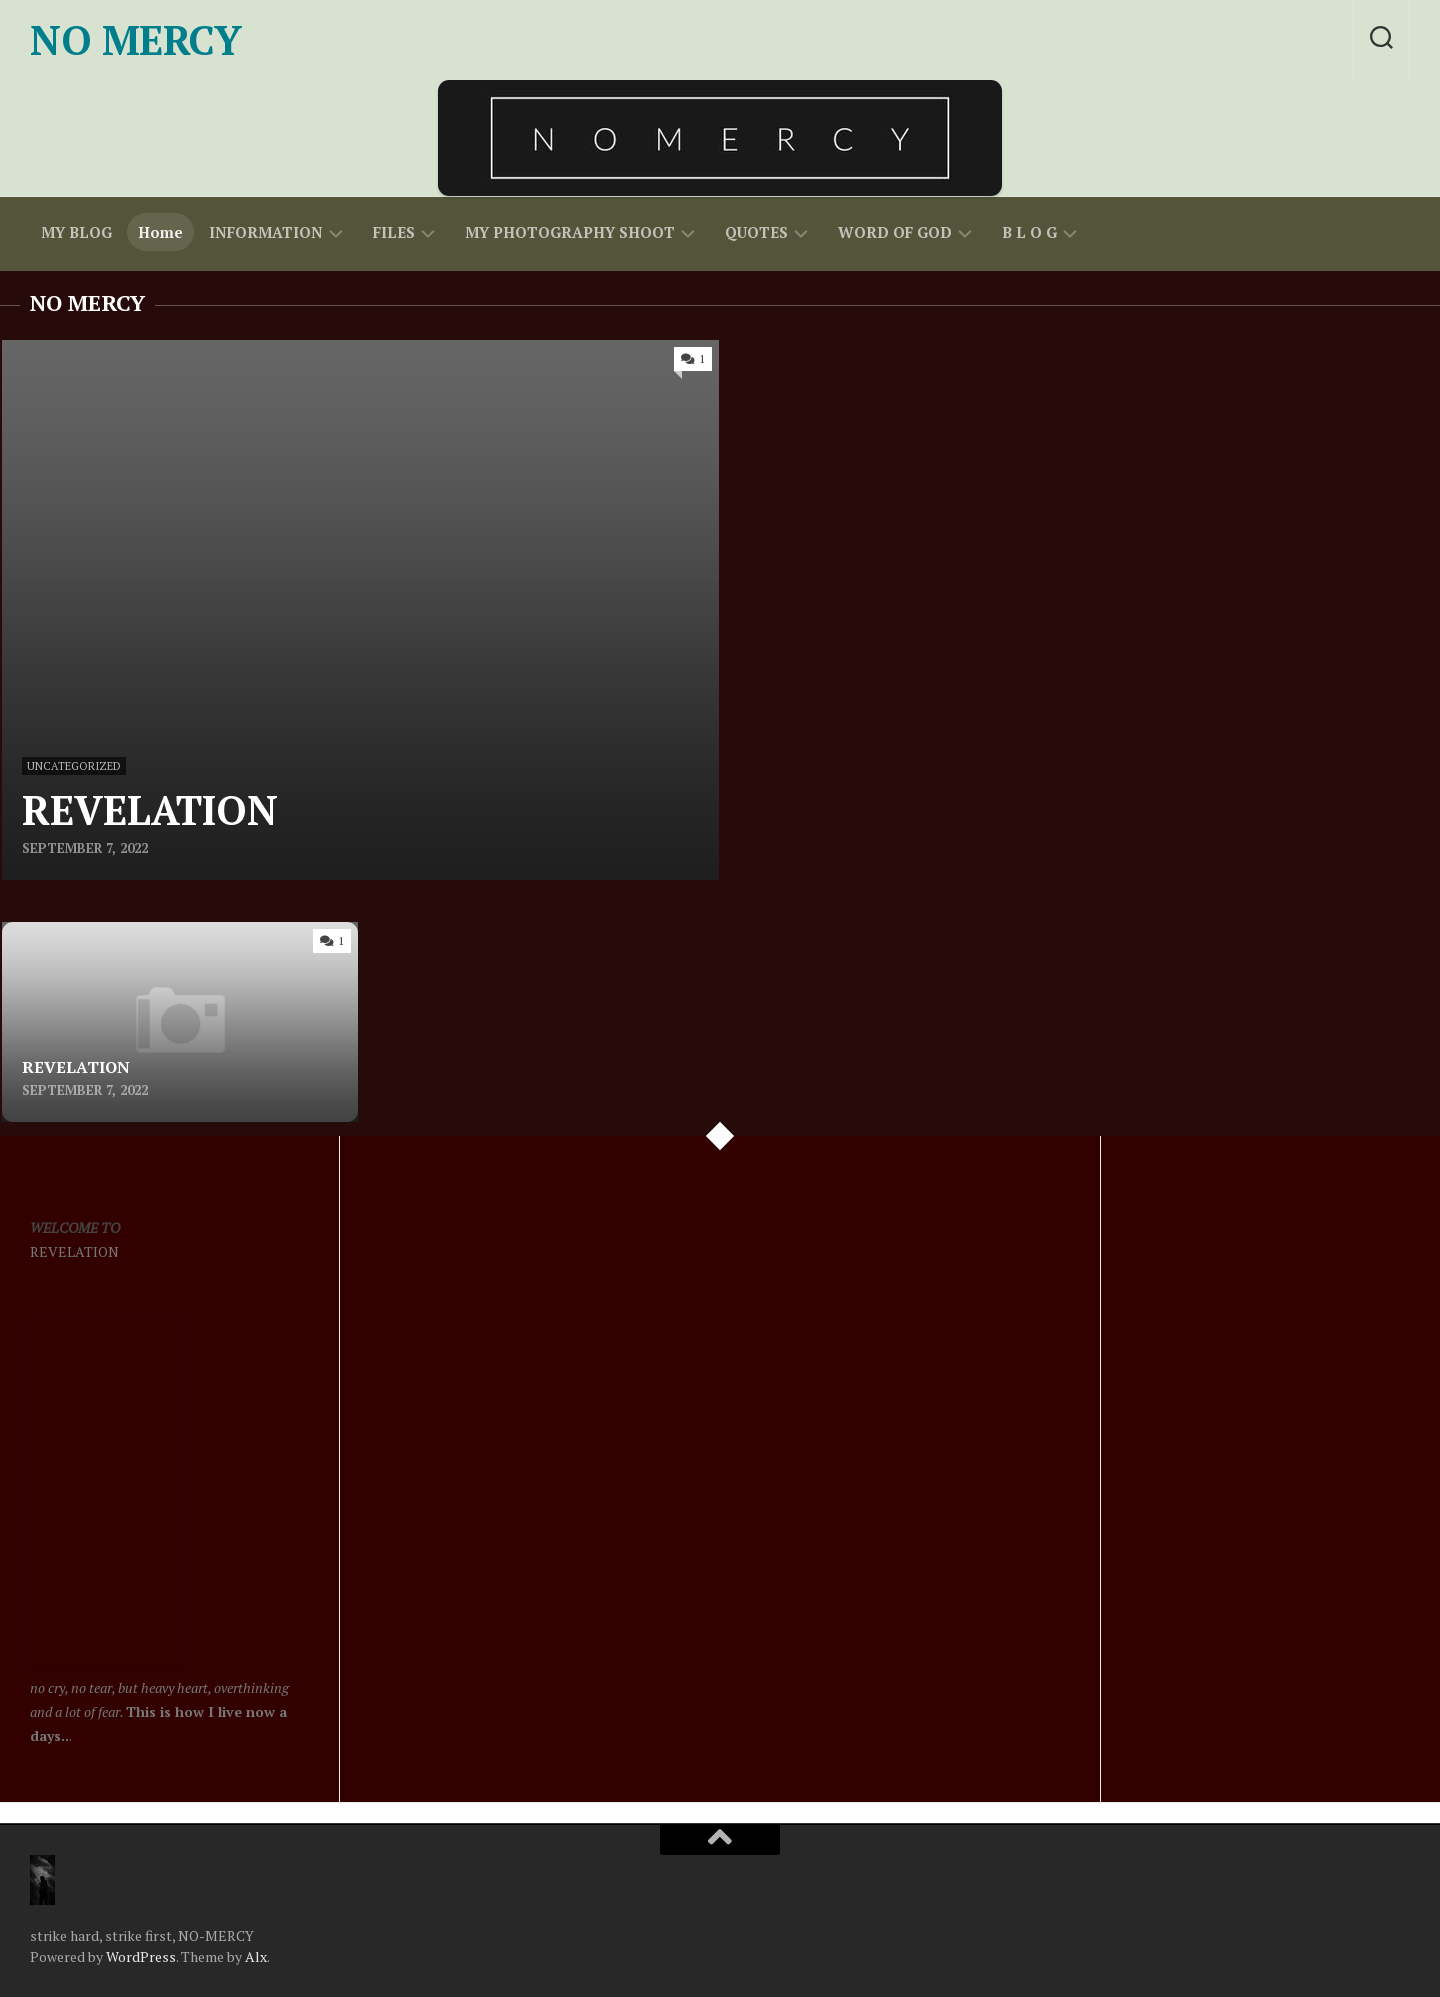 NO MERCY
N O M E R C Y
MY BLOG Home INFORMATION FILES MY PHOTOGRAPHY SHOOT QUOTES WORD OF GOD B L O G
NO MERCY
1
UNCATEGORIZED
REVELATION
SEPTEMBER 7, 2022
1
REVELATION
SEPTEMBER 7, 2022
WELCOME TO
REVELATION
no cry, no tear, but heavy heart, overthinking
and a lot of fear. This is how I live now a
days...
strike hard, strike first, NO-MERCY
Powered by WordPress. Theme by Alx.